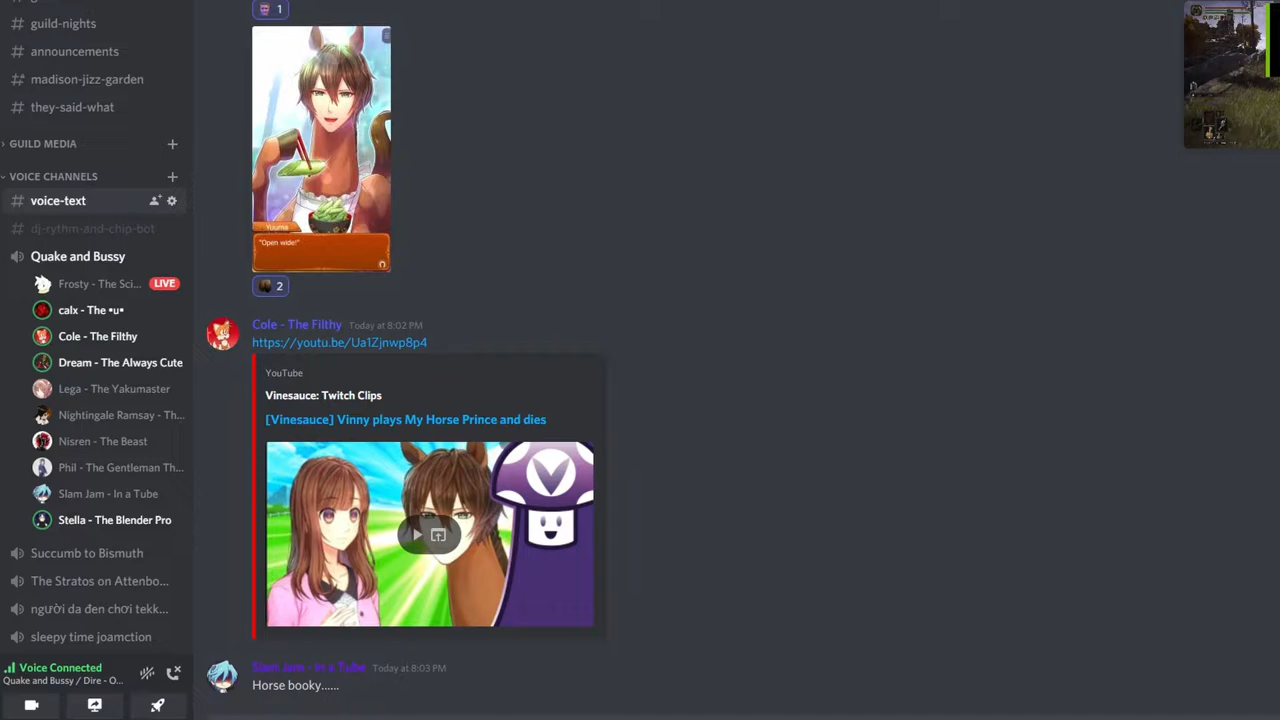 guild-nights
announcements
madison-jizz-garden
they-said-what
GUILD MEDIA
VOICE CHANNELS
voice-text
dj-rythm-and-chip-bot
Quake and Bussy
Frosty - The Sci... LIVE
calx - The •u•
Cole - The Filthy
Dream - The Always Cute
Lega - The Yakumaster
Nightingale Ramsay - Th...
Nisren - The Beast
Phil - The Gentleman Th...
Slam Jam - In a Tube
Stella - The Blender Pro
Succumb to Bismuth
The Stratos on Attenbo...
người da đen chơi tekk...
sleepy time joamction
Voice Connected
Quake and Bussy / Dire - O...
1
Yuuma
"Open wide!"
2
Cole - The Filthy Today at 8:02 PM
https://youtu.be/Ua1Zjnwp8p4
YouTube
Vinesauce: Twitch Clips
[Vinesauce] Vinny plays My Horse Prince and dies
Slam Jam - In a Tube Today at 8:03 PM
Horse booky......